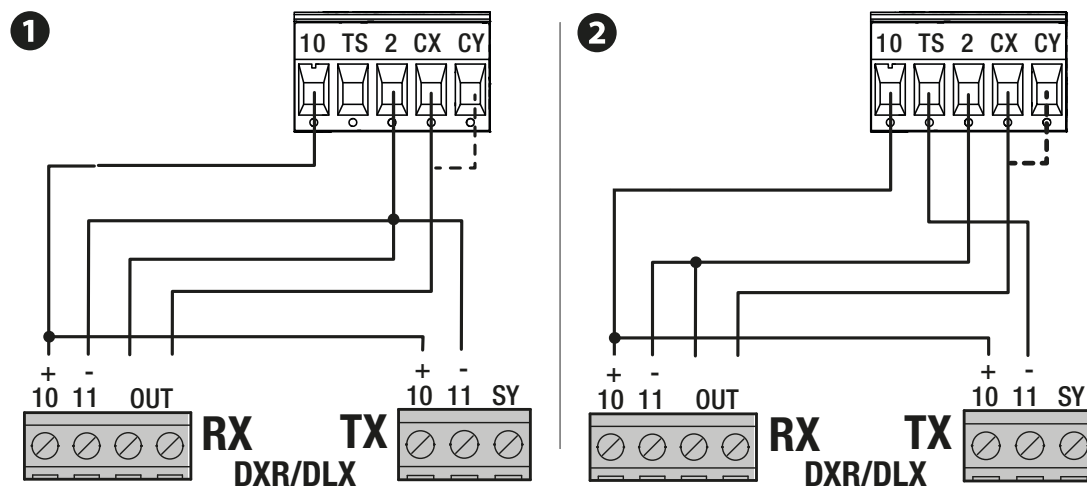 1
10 TS 2 CX CY
+ - + -
10 11 OUT 10 11 SY
RX TX
DXR/DLX
2
10 TS 2 CX CY
+ - + -
10 11 OUT 10 11 SY
RX TX
DXR/DLX